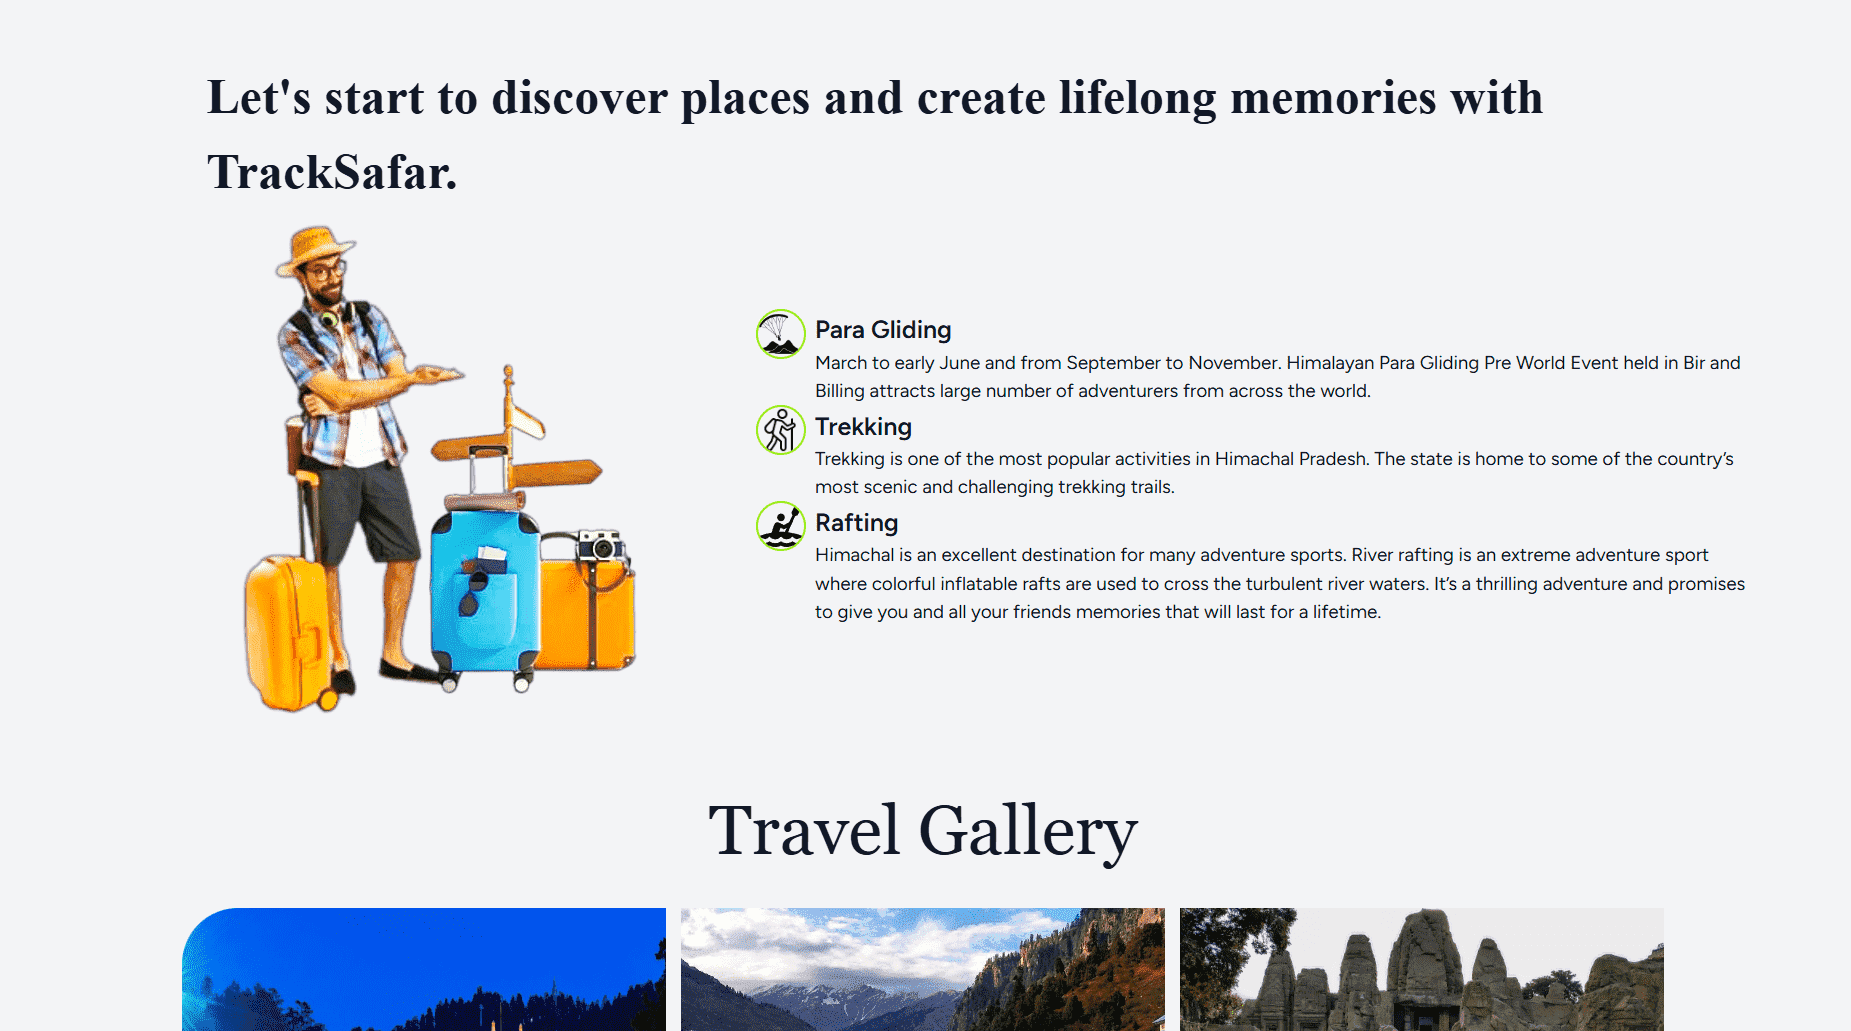 Let's start to discover places and create lifelong memories with
TrackSafar.
Para Gliding
March to early June and from September to November. Himalayan Para Gliding Pre World Event held in Bir and
Billing attracts large number of adventurers from across the world.
Trekking
Trekking is one of the most popular activities in Himachal Pradesh. The state is home to some of the country’s
most scenic and challenging trekking trails.
Rafting
Himachal is an excellent destination for many adventure sports. River rafting is an extreme adventure sport
where colorful inflatable rafts are used to cross the turbulent river waters. It’s a thrilling adventure and promises
to give you and all your friends memories that will last for a lifetime.
Travel Gallery